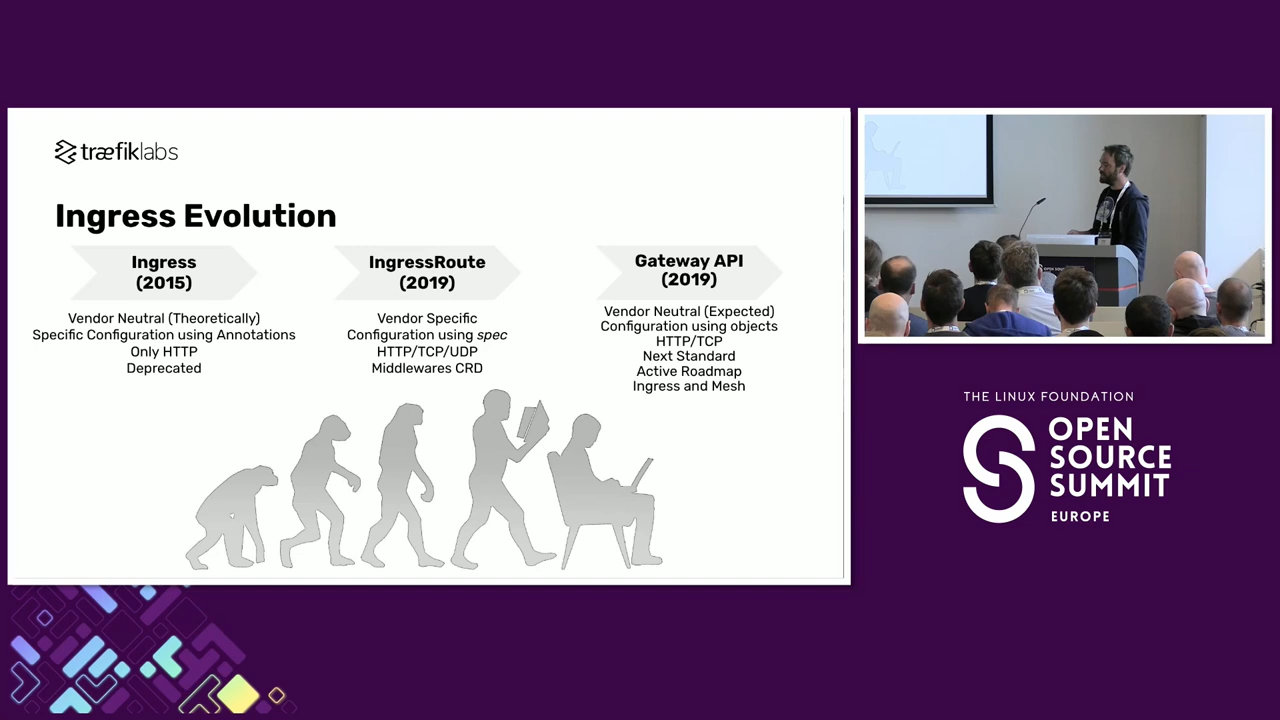 træfiklabs
Ingress Evolution
Ingress
(2015)
Vendor Neutral (Theoretically)
Specific Configuration using Annotations
Only HTTP
Deprecated
IngressRoute
(2019)
Vendor Specific
Configuration using spec
HTTP/TCP/UDP
Middlewares CRD
Gateway API
(2019)
Vendor Neutral (Expected)
Configuration using objects
HTTP/TCP
Next Standard
Active Roadmap
Ingress and Mesh
THE LINUX FOUNDATION
OPEN
SOURCE
SUMMIT
EUROPE